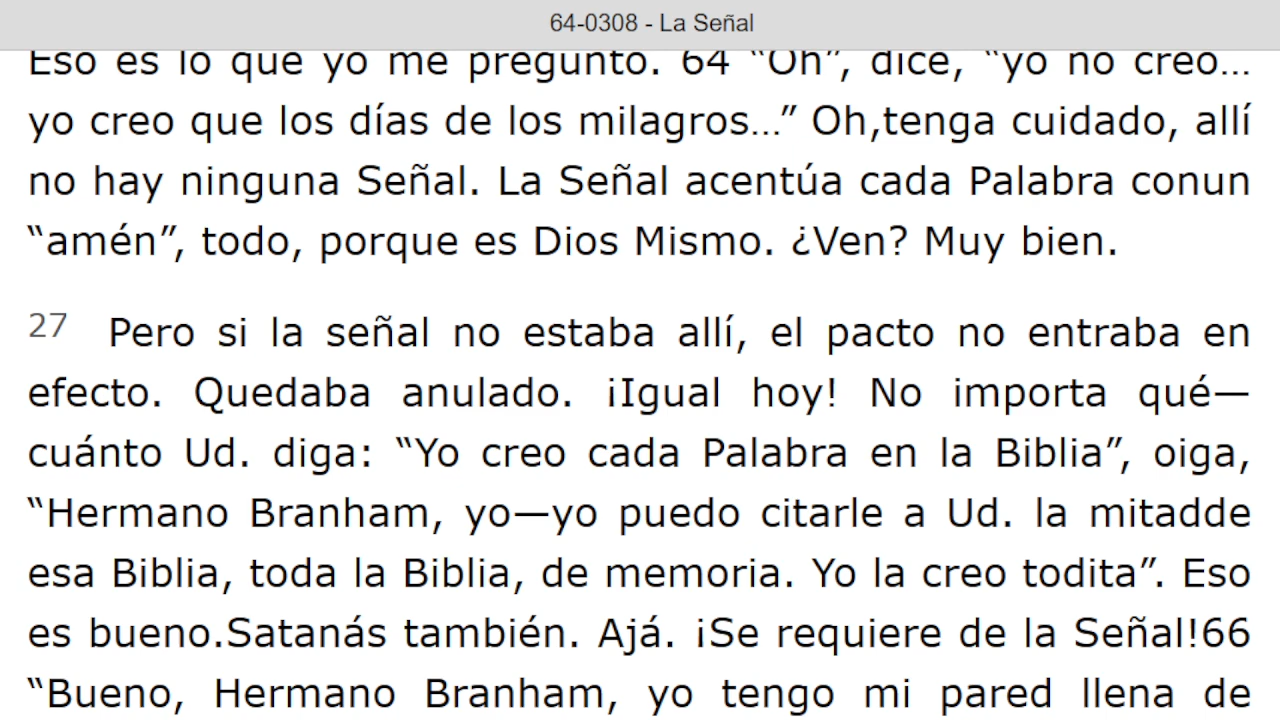 64-0308 - La Señal
Eso es lo que yo me pregunto. 64 “Oh”, dice, “yo no creo...
yo creo que los días de los milagros...” Oh,tenga cuidado, allí
no hay ninguna Señal. La Señal acentúa cada Palabra conun
“amén”, todo, porque es Dios Mismo. ¿Ven? Muy bien.
27 Pero si la señal no estaba allí, el pacto no entraba en
efecto. Quedaba anulado. ¡Igual hoy! No importa qué—
cuánto Ud. diga: “Yo creo cada Palabra en la Biblia”, oiga,
“Hermano Branham, yo—yo puedo citarle a Ud. la mitadde
esa Biblia, toda la Biblia, de memoria. Yo la creo todita”. Eso
es bueno.Satanás también. Ajá. ¡Se requiere de la Señal!66
“Bueno, Hermano Branham, yo tengo mi pared llena de